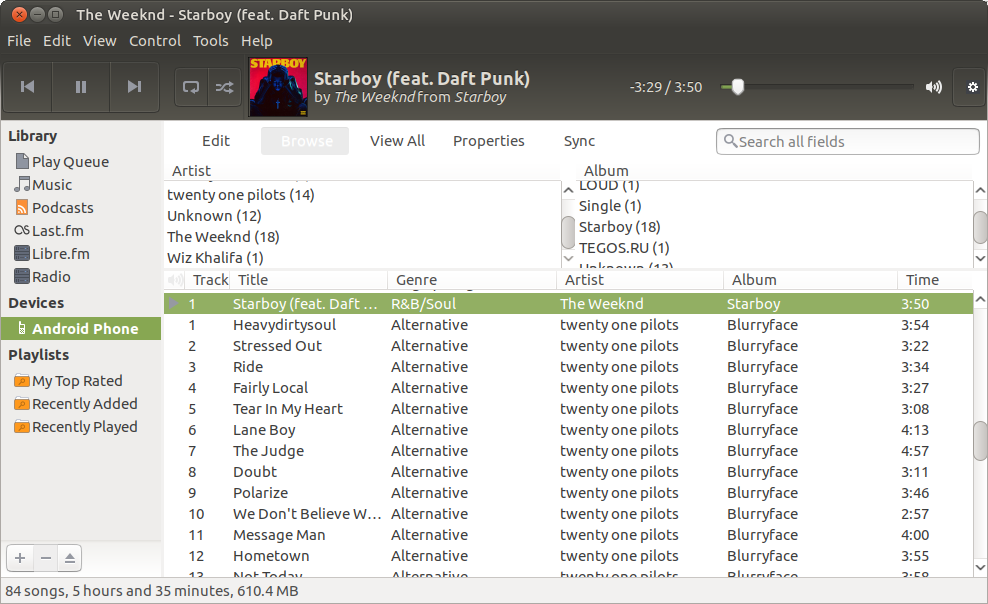 The Weeknd - Starboy (feat. Daft Punk)
File Edit View Control Tools Help
STARBOY
Starboy (feat. Daft Punk)
by The Weeknd from Starboy
-3:29 / 3:50
Library
Play Queue
Music
Podcasts
Last.fm
Libre.fm
Radio
Devices
Android Phone
Playlists
My Top Rated
Recently Added
Recently Played
Edit Browse View All Properties Sync
Search all fields
Artist
twenty one pilots (14)
Unknown (12)
The Weeknd (18)
Wiz Khalifa (1)
Album
LOUD (1)
Single (1)
Starboy (18)
TEGOS.RU (1)
Unknown (12)
Track Title Genre Artist Album Time
1 Starboy (feat. Daft ... R&B/Soul The Weeknd Starboy 3:50
1 Heavydirtysoul Alternative twenty one pilots Blurryface 3:54
2 Stressed Out Alternative twenty one pilots Blurryface 3:22
3 Ride Alternative twenty one pilots Blurryface 3:34
4 Fairly Local Alternative twenty one pilots Blurryface 3:27
5 Tear In My Heart Alternative twenty one pilots Blurryface 3:08
6 Lane Boy Alternative twenty one pilots Blurryface 4:13
7 The Judge Alternative twenty one pilots Blurryface 4:57
8 Doubt Alternative twenty one pilots Blurryface 3:11
9 Polarize Alternative twenty one pilots Blurryface 3:46
10 We Don't Believe W... Alternative twenty one pilots Blurryface 2:57
11 Message Man Alternative twenty one pilots Blurryface 4:00
12 Hometown Alternative twenty one pilots Blurryface 3:55
13 Not Today Alternative twenty one pilots Blurryface 3:58
84 songs, 5 hours and 35 minutes, 610.4 MB